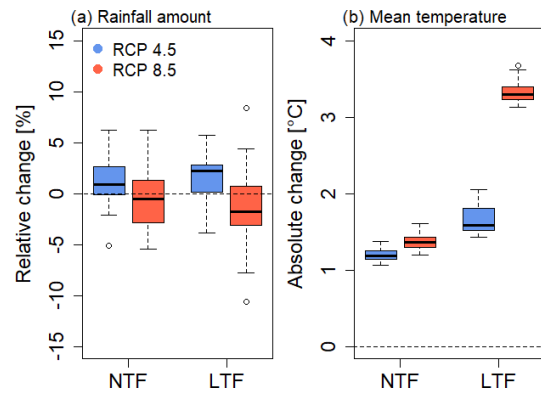 (a) Rainfall amount
RCP 4.5
RCP 8.5
Relative change [%]
15
10
5
0
-5
-10
-15
NTF
LTF
(b) Mean temperature
Absolute change [°C]
4
3
2
1
0
NTF
LTF